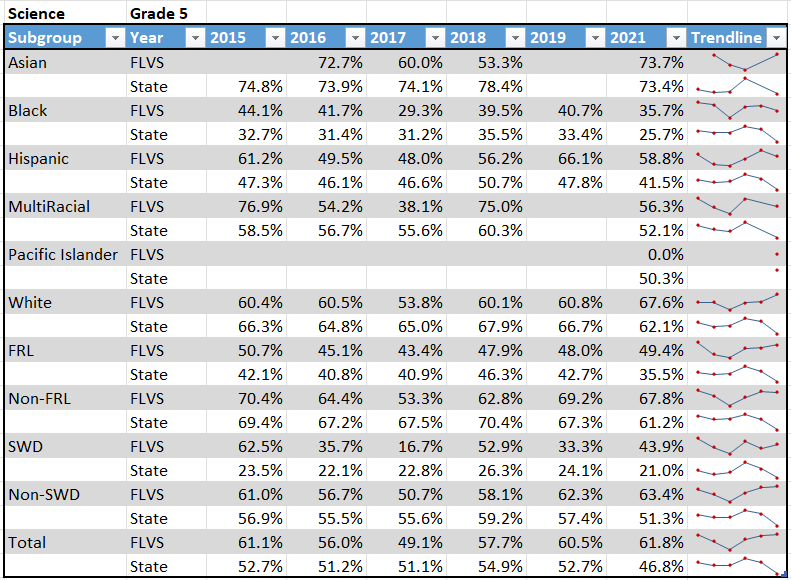 Science Grade 5
Subgroup Year 2015 2016 2017 2018 2019 2021 Trendline
Asian FLVS 72.7% 60.0% 53.3% 73.7%
State 74.8% 73.9% 74.1% 78.4% 73.4%
Black FLVS 44.1% 41.7% 29.3% 39.5% 40.7% 35.7%
State 32.7% 31.4% 31.2% 35.5% 33.4% 25.7%
Hispanic FLVS 61.2% 49.5% 48.0% 56.2% 66.1% 58.8%
State 47.3% 46.1% 46.6% 50.7% 47.8% 41.5%
MultiRacial FLVS 76.9% 54.2% 38.1% 75.0% 56.3%
State 58.5% 56.7% 55.6% 60.3% 52.1%
Pacific Islander FLVS 0.0%
State 50.3%
White FLVS 60.4% 60.5% 53.8% 60.1% 60.8% 67.6%
State 66.3% 64.8% 65.0% 67.9% 66.7% 62.1%
FRL FLVS 50.7% 45.1% 43.4% 47.9% 48.0% 49.4%
State 42.1% 40.8% 40.9% 46.3% 42.7% 35.5%
Non-FRL FLVS 70.4% 64.4% 53.3% 62.8% 69.2% 67.8%
State 69.4% 67.2% 67.5% 70.4% 67.3% 61.2%
SWD FLVS 62.5% 35.7% 16.7% 52.9% 33.3% 43.9%
State 23.5% 22.1% 22.8% 26.3% 24.1% 21.0%
Non-SWD FLVS 61.0% 56.7% 50.7% 58.1% 62.3% 63.4%
State 56.9% 55.5% 55.6% 59.2% 57.4% 51.3%
Total FLVS 61.1% 56.0% 49.1% 57.7% 60.5% 61.8%
State 52.7% 51.2% 51.1% 54.9% 52.7% 46.8%